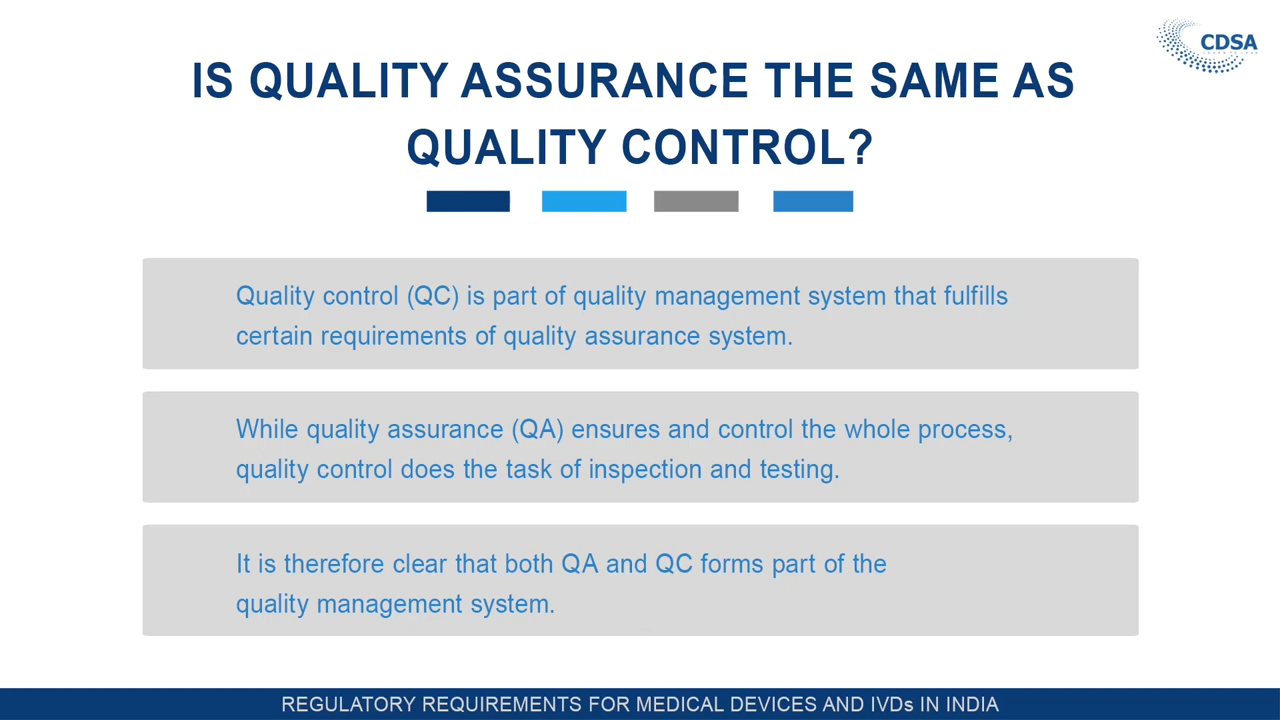 CDSA
IS QUALITY ASSURANCE THE SAME AS
QUALITY CONTROL?
Quality control (QC) is part of quality management system that fulfills
certain requirements of quality assurance system.
While quality assurance (QA) ensures and control the whole process,
quality control does the task of inspection and testing.
It is therefore clear that both QA and QC forms part of the
quality management system.
REGULATORY REQUIREMENTS FOR MEDICAL DEVICES AND IVDs IN INDIA